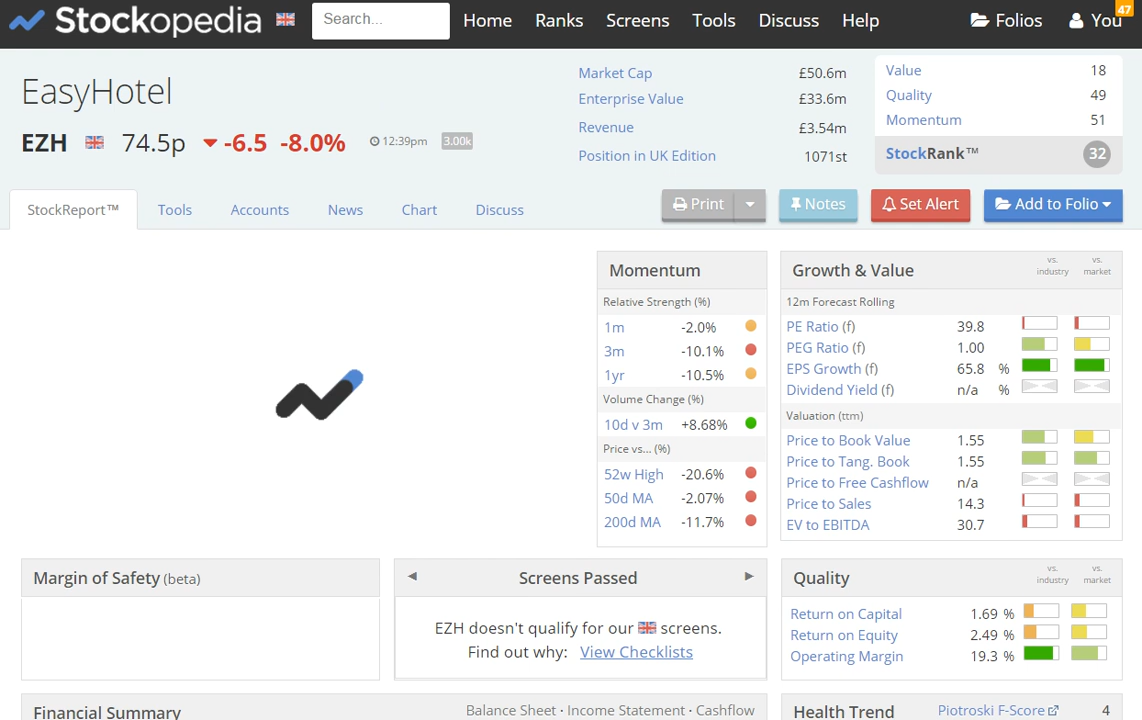 Stockopedia Search... Home Ranks Screens Tools Discuss Help Folios You 47
EasyHotel
EZH 74.5p -6.5 -8.0% 12:39pm 3.00k
Market Cap £50.6m
Enterprise Value £33.6m
Revenue £3.54m
Position in UK Edition 1071st
Value 18
Quality 49
Momentum 51
StockRank™ 32
StockReport™ Tools Accounts News Chart Discuss Print Notes Set Alert Add to Folio
Momentum
Relative Strength (%)
1m -2.0%
3m -10.1%
1yr -10.5%
Volume Change (%)
10d v 3m +8.68%
Price vs... (%)
52w High -20.6%
50d MA -2.07%
200d MA -11.7%
Growth & Value vs. industry vs. market
12m Forecast Rolling
PE Ratio (f) 39.8
PEG Ratio (f) 1.00
EPS Growth (f) 65.8 %
Dividend Yield (f) n/a %
Valuation (ttm)
Price to Book Value 1.55
Price to Tang. Book 1.55
Price to Free Cashflow n/a
Price to Sales 14.3
EV to EBITDA 30.7
Margin of Safety (beta)
◄ Screens Passed ►
EZH doesn't qualify for our screens.
Find out why: View Checklists
Quality vs. industry vs. market
Return on Capital 1.69 %
Return on Equity 2.49 %
Operating Margin 19.3 %
Financial Summary Balance Sheet · Income Statement · Cashflow
Health Trend Piotroski F-Score 4